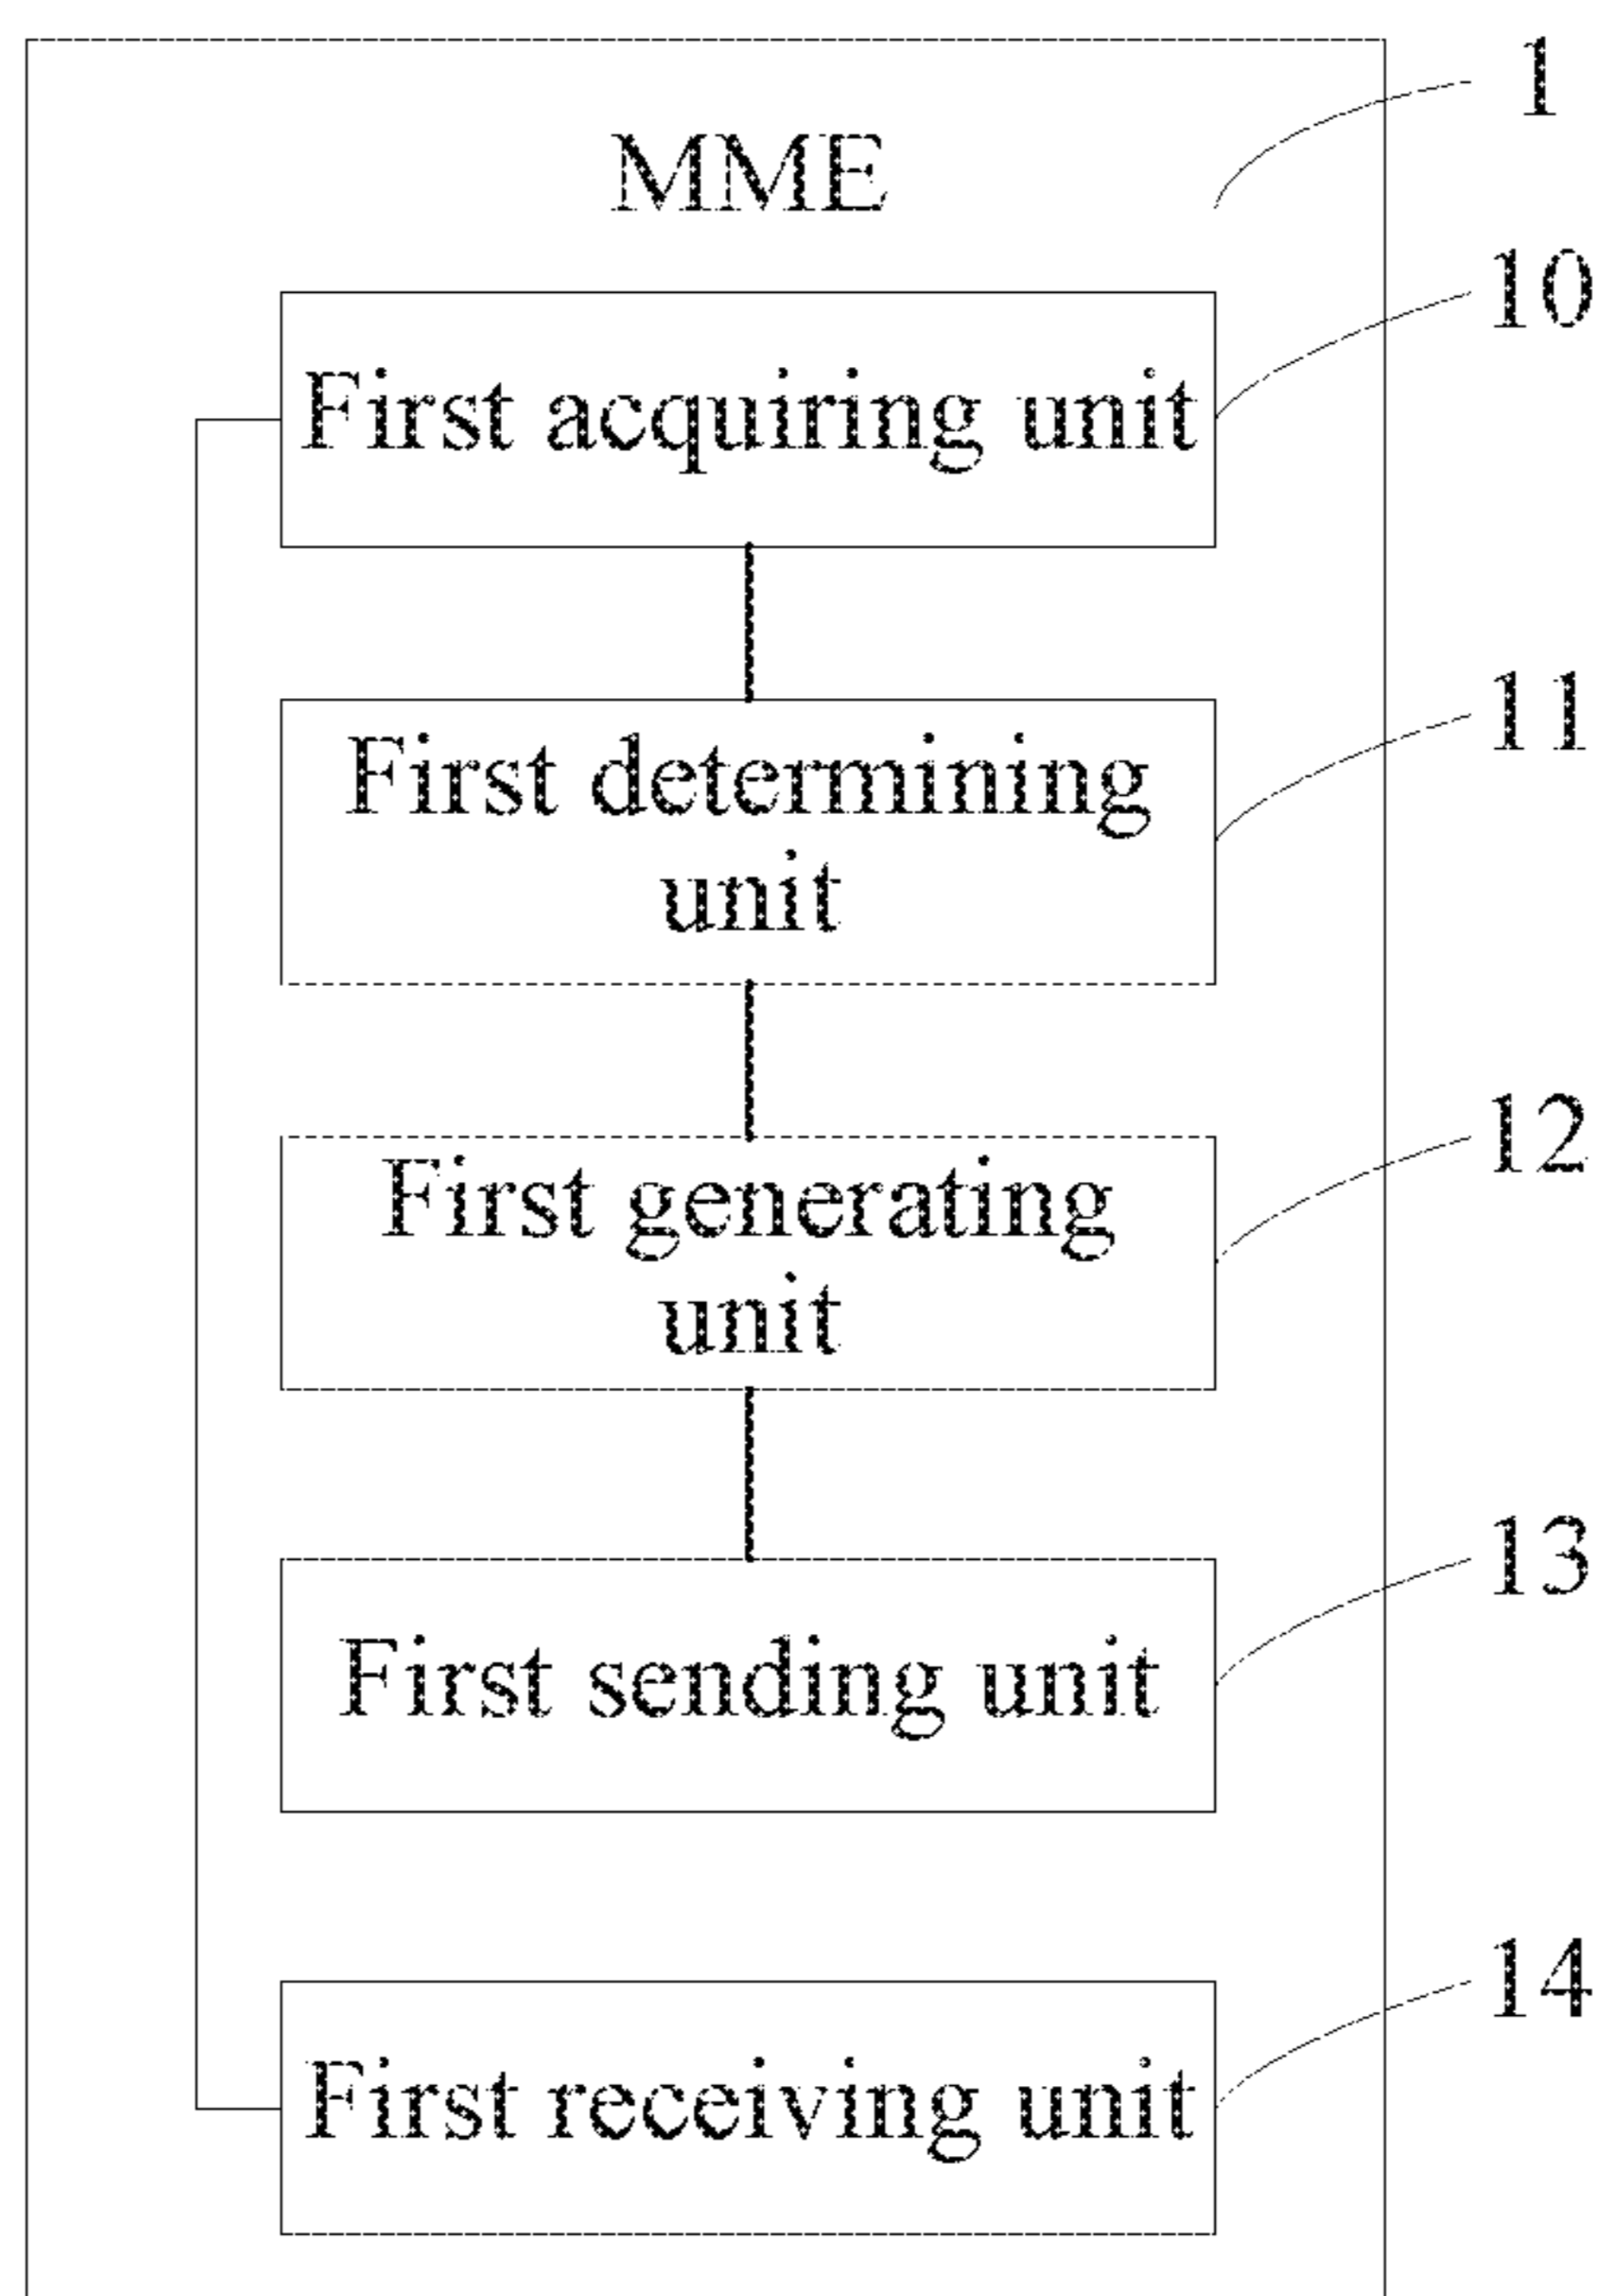 1
MME
10
First acquiring unit
11
First determining
unit
12
First generating
unit
13
First sending unit
14
First receiving unit